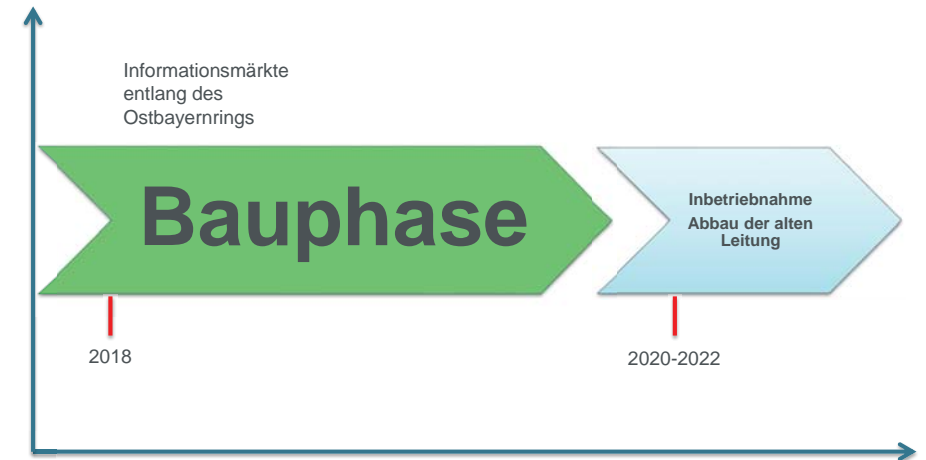 Informationsmärkte
entlang des
Ostbayernrings
Bauphase
Inbetriebnahme
Abbau der alten
Leitung
2018
2020-2022